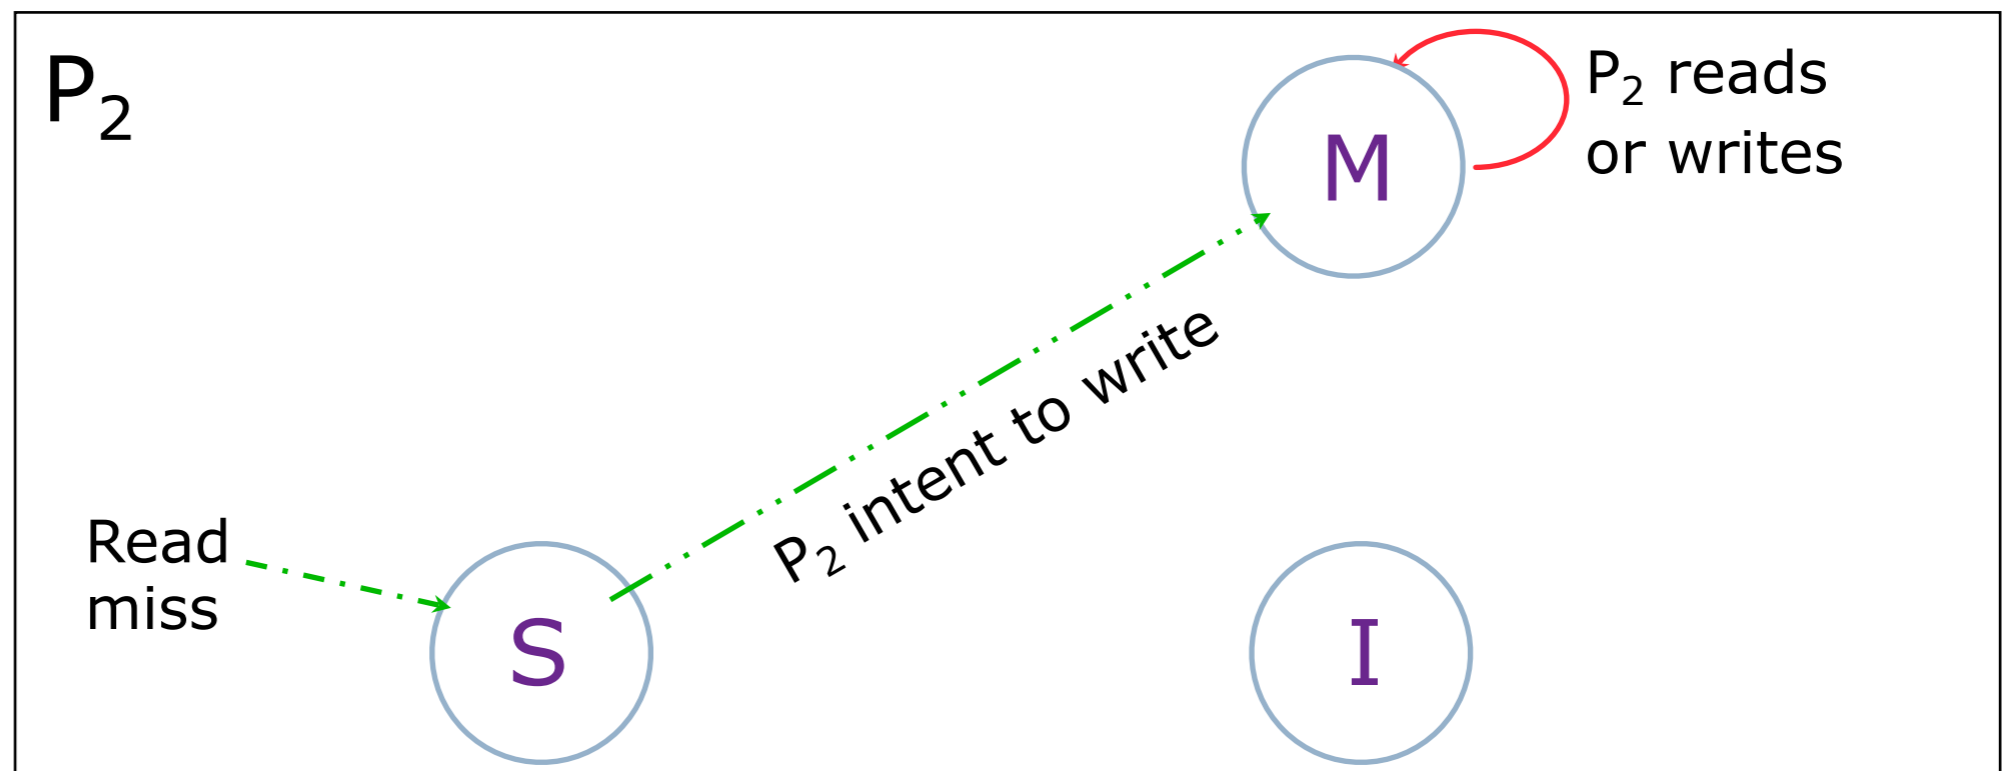 P₂
P₂ reads
or writes
M
P₂ intent to write
Read
miss
S
I